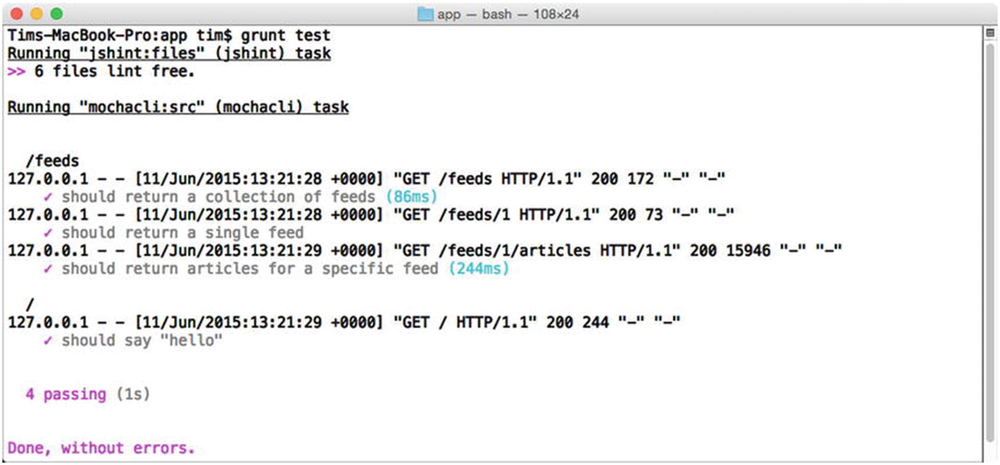 app — bash — 108×24
Tims-MacBook-Pro:app tim$ grunt test
Running "jshint:files" (jshint) task
>> 6 files lint free.
Running "mochacli:src" (mochacli) task
/feeds
127.0.0.1 - - [11/Jun/2015:13:21:28 +0000] "GET /feeds HTTP/1.1" 200 172 "-" "-"
✓ should return a collection of feeds (86ms)
127.0.0.1 - - [11/Jun/2015:13:21:28 +0000] "GET /feeds/1 HTTP/1.1" 200 73 "-" "-"
✓ should return a single feed
127.0.0.1 - - [11/Jun/2015:13:21:29 +0000] "GET /feeds/1/articles HTTP/1.1" 200 15946 "-" "-"
✓ should return articles for a specific feed (244ms)
/
127.0.0.1 - - [11/Jun/2015:13:21:29 +0000] "GET / HTTP/1.1" 200 244 "-" "-"
✓ should say "hello"
4 passing (1s)
Done, without errors.